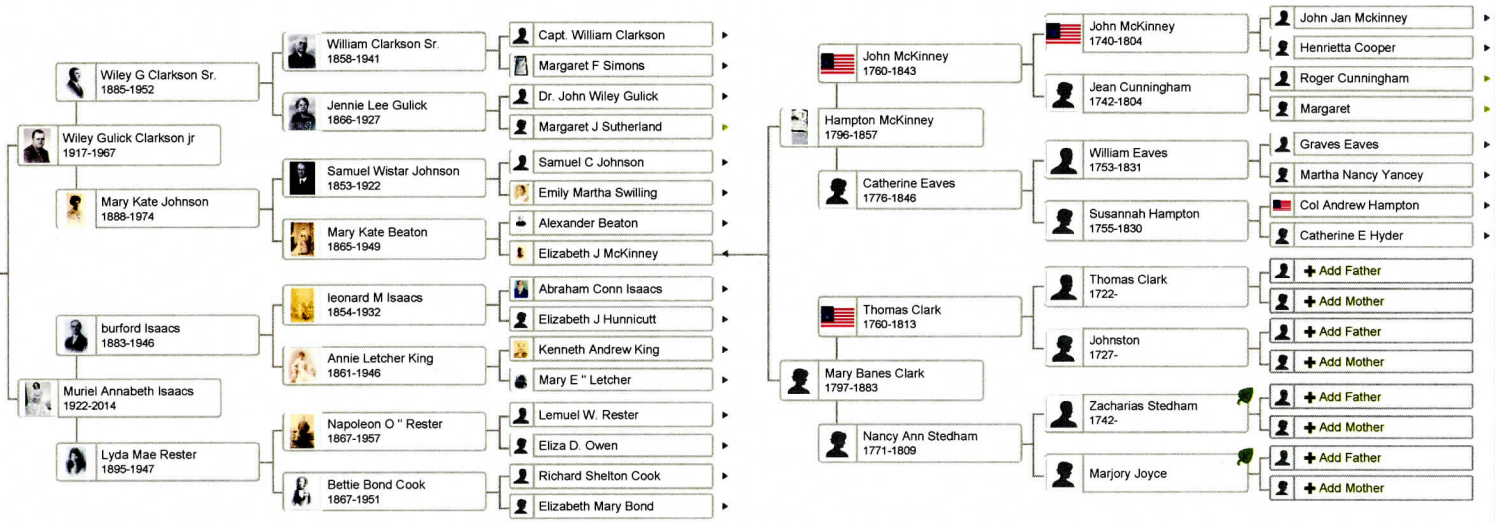 Wiley Gulick Clarkson jr
1917-1967
Wiley G Clarkson Sr.
1885-1952
William Clarkson Sr.
1858-1941
Capt. William Clarkson
Margaret F Simons
Jennie Lee Gulick
1866-1927
Dr. John Wiley Gulick
Margaret J Sutherland
Mary Kate Johnson
1888-1974
Samuel Wistar Johnson
1853-1922
Samuel C Johnson
Emily Martha Swilling
Mary Kate Beaton
1865-1949
Alexander Beaton
Elizabeth J McKinney
Muriel Annabeth Isaacs
1922-2014
burford Isaacs
1883-1946
leonard M Isaacs
1854-1932
Abraham Conn Isaacs
Elizabeth J Hunnicutt
Annie Letcher King
1861-1946
Kenneth Andrew King
Mary E " Letcher
Lyda Mae Rester
1895-1947
Napoleon O " Rester
1867-1957
Lemuel W. Rester
Eliza D. Owen
Bettie Bond Cook
1867-1951
Richard Shelton Cook
Elizabeth Mary Bond
Hampton McKinney
1796-1857
John McKinney
1760-1843
John McKinney
1740-1804
John Jan Mckinney
Henrietta Cooper
Jean Cunningham
1742-1804
Roger Cunningham
Margaret
Catherine Eaves
1776-1846
William Eaves
1753-1831
Graves Eaves
Martha Nancy Yancey
Susannah Hampton
1755-1830
Col Andrew Hampton
Catherine E Hyder
Mary Banes Clark
1797-1883
Thomas Clark
1760-1813
Thomas Clark
1722-
+ Add Father
+ Add Mother
Johnston
1727-
+ Add Father
+ Add Mother
Nancy Ann Stedham
1771-1809
Zacharias Stedham
1742-
+ Add Father
+ Add Mother
Marjory Joyce
+ Add Father
+ Add Mother